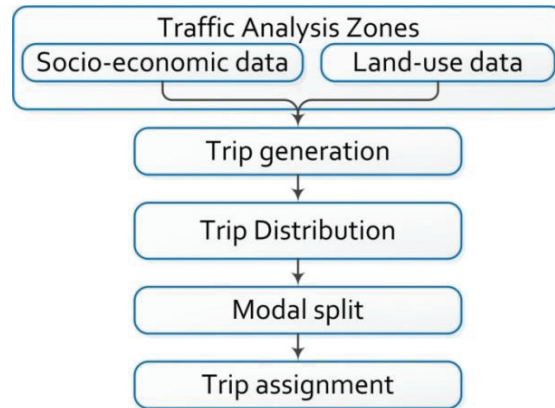 Traffic Analysis Zones
Socio-economic data
Land-use data
Trip generation
Trip Distribution
Modal split
Trip assignment